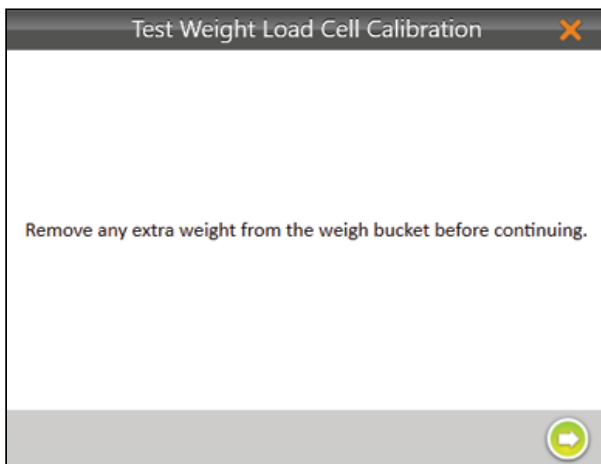 Test Weight Load Cell Calibration
Remove any extra weight from the weigh bucket before continuing.